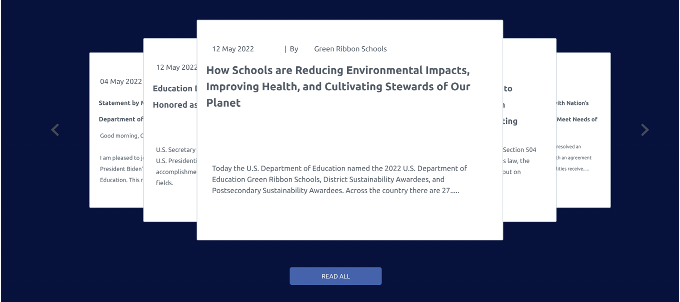 12 May 2022 | By Green Ribbon Schools
How Schools are Reducing Environmental Impacts,
Improving Health, and Cultivating Stewards of Our
Planet
Today the U.S. Department of Education named the 2022 U.S. Department of
Education Green Ribbon Schools, District Sustainability Awardees, and
Postsecondary Sustainability Awardees. Across the country there are 27.....
04 May 2022
Statement by
Department of
Good morning,
I am pleased to
President Biden'
Education. This
12 May 2022
Education
Honored as
U.S. Secretary
U.S. Presidenti
accomplishme
fields.
to
ting
Section 504
s law, the
out on
ith Nation's
Meet Needs of
resolved an
h an agreement
lities receive,...
READ ALL